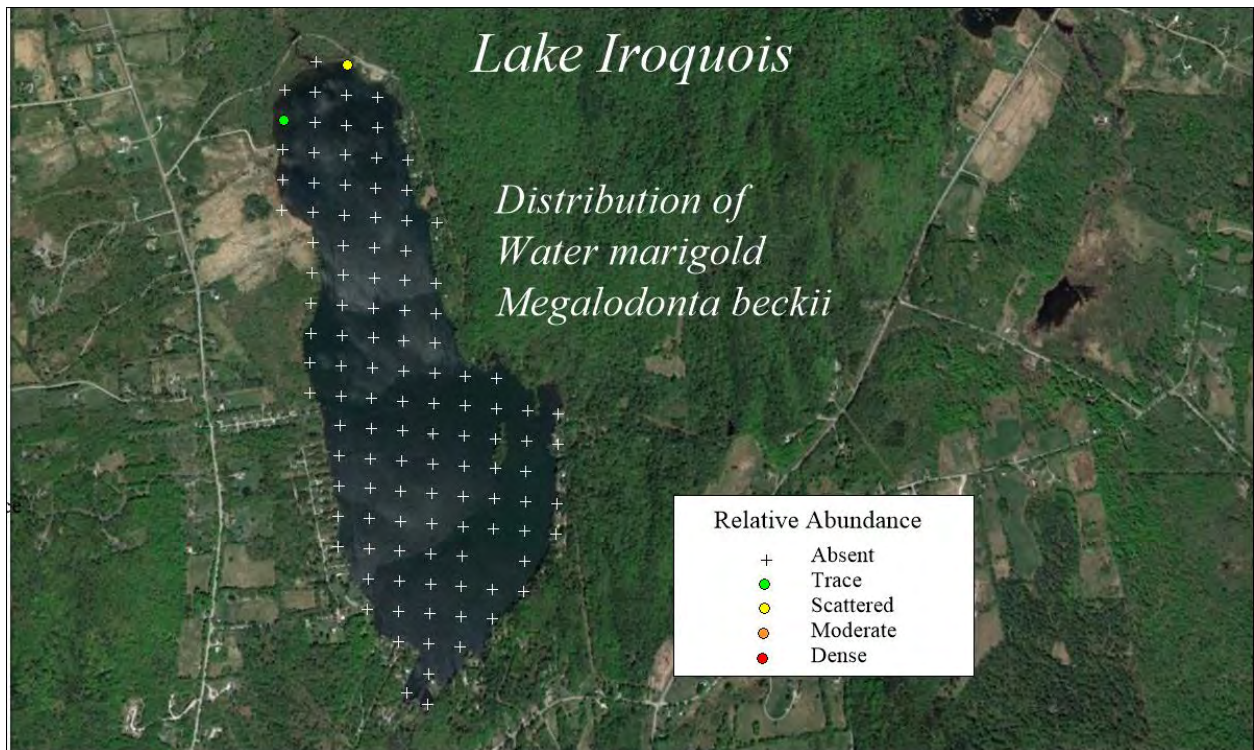 Lake Iroquois
Distribution of
Water marigold
Megalodonta beckii
Relative Abundance
Absent
Trace
Scattered
Moderate
Dense